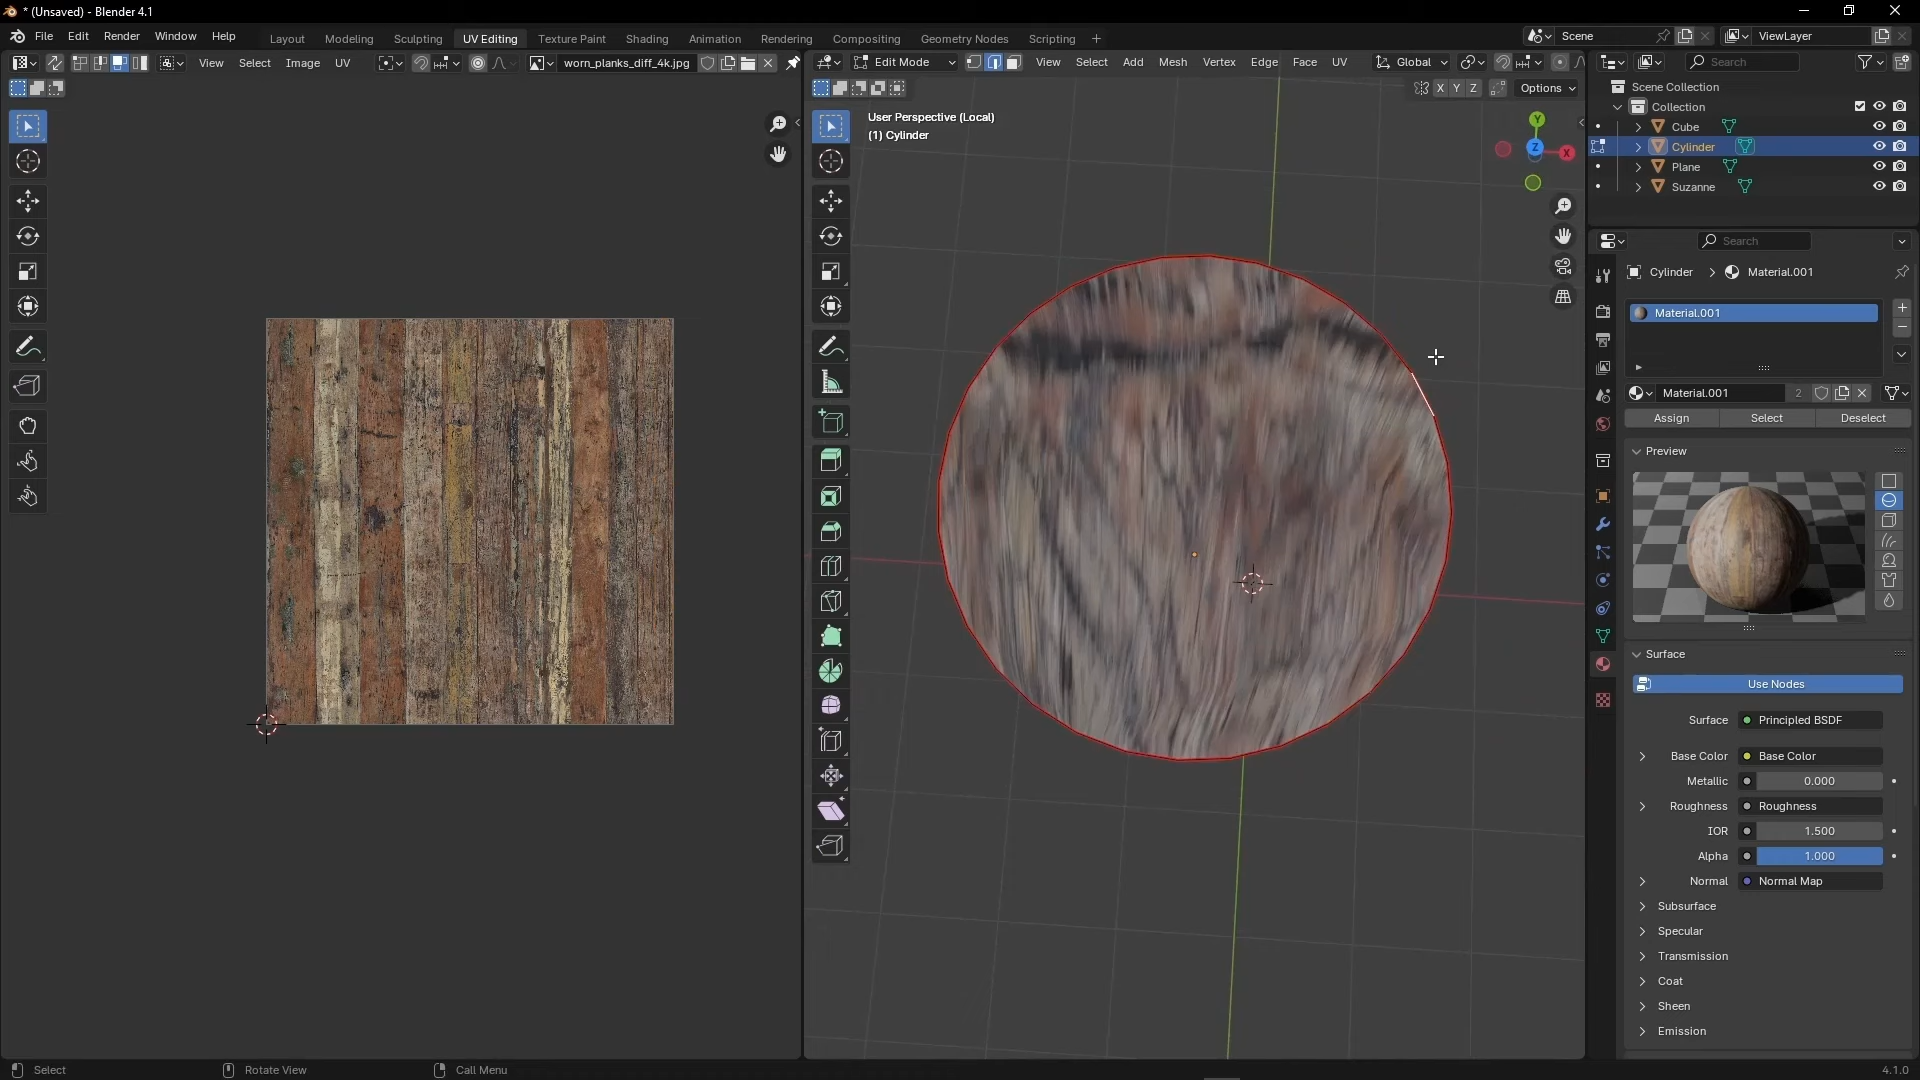 * (Unsaved) - Blender 4.1
File Edit Render Window Help
Layout Modeling Sculpting UV Editing Texture Paint Shading Animation Rendering Compositing Geometry Nodes Scripting +
Scene
ViewLayer
View Select Image UV
worn_planks_diff_4k.jpg
Edit Mode
View Select Add Mesh Vertex Edge Face UV
Global
Search
X Y Z
Options
User Perspective (Local)
(1) Cylinder
Y
Z
X
Scene Collection
Collection
Cube
Cylinder
Plane
Suzanne
Search
Cylinder > Material.001
Material.001
Material.001 2
Assign Select Deselect
Preview
Surface
Use Nodes
Surface Principled BSDF
Base Color Base Color
Metallic 0.000
Roughness Roughness
IOR 1.500
Alpha 1.000
Normal Normal Map
Subsurface
Specular
Transmission
Coat
Sheen
Emission
Select Rotate View Call Menu
4.1.0